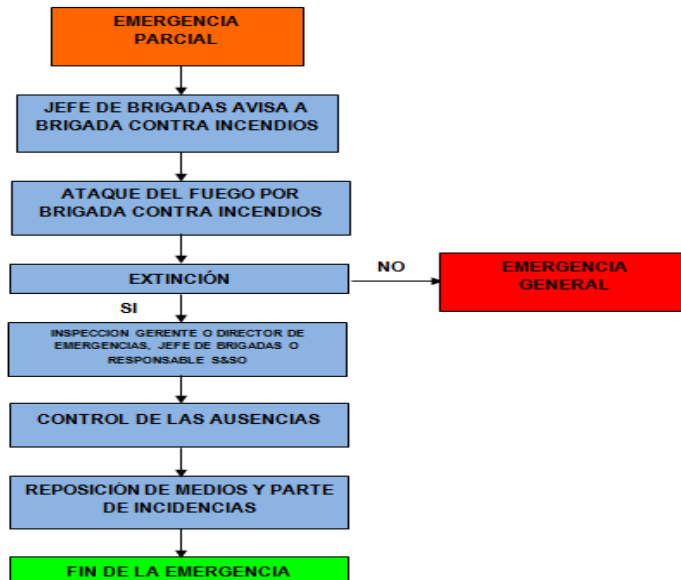 EMERGENCIA
PARCIAL
JEFE DE BRIGADAS AVISA A
BRIGADA CONTRA INCENDIOS
ATAQUE DEL FUEGO POR
BRIGADA CONTRA INCENDIOS
EXTINCIÓN
NO
EMERGENCIA
GENERAL
SI
INSPECCION GERENTE O DIRECTOR DE
EMERGENCIAS, JEFE DE BRIGADAS O
RESPONSABLE S&SO
CONTROL DE LAS AUSENCIAS
REPOSICIÓN DE MEDIOS Y PARTE
DE INCIDENCIAS
FIN DE LA EMERGENCIA